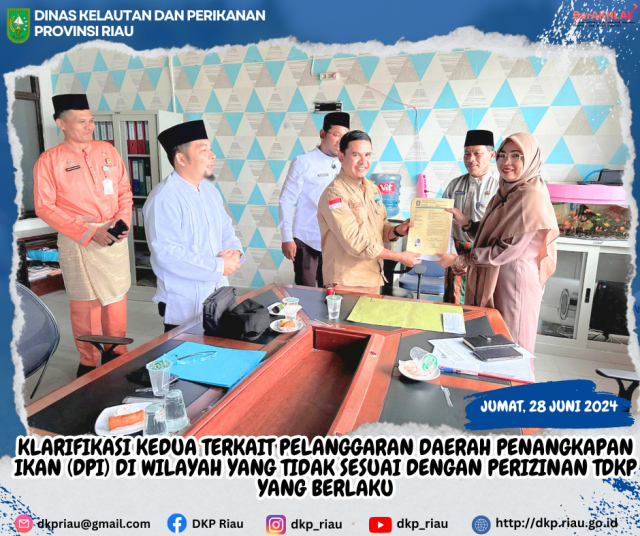 DINAS KELAUTAN DAN PERIKANAN
PROVINSI RIAU
BerAKHLAK
JUMAT, 28 JUNI 2024
KLARIFIKASI KEDUA TERKAIT PELANGGARAN DAERAH PENANGKAPAN
IKAN (DPI) DI WILAYAH YANG TIDAK SESUAI DENGAN PERIZINAN TDKP
YANG BERLAKU
dkpriau@gmail.com
DKP Riau
dkp_riau
dkp_riau
http://dkp.riau.go.id